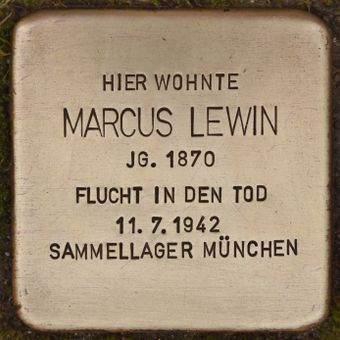 HIER WOHNTE
MARCUS LEWIN
JG. 1870
FLUCHT IN DEN TOD
11. 7. 1942
SAMMELLAGER MÜNCHEN